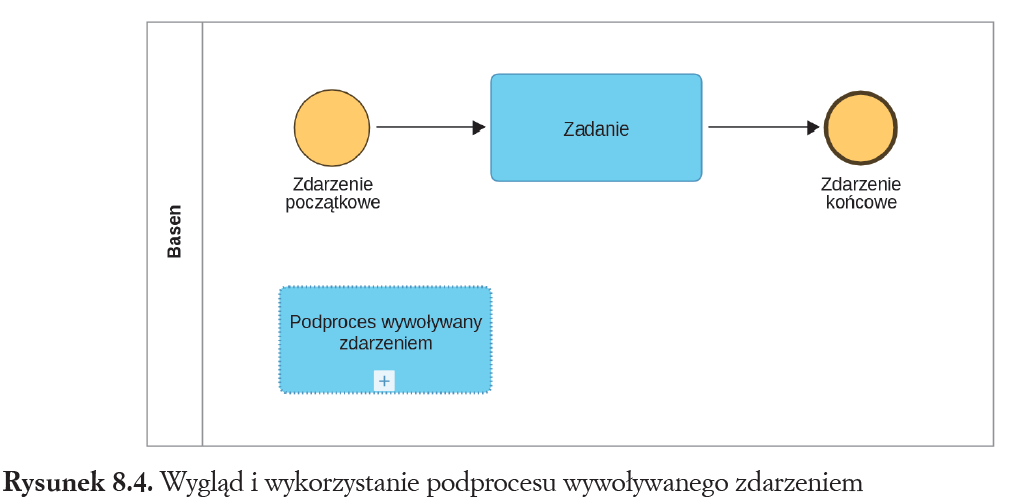 Basen
Zadanie
Zdarzenie
początkowe
Zdarzenie
końcowe
Podproces wywoływany
zdarzeniem
+
Rysunek 8.4. Wygląd i wykorzystanie podprocesu wywoływanego zdarzeniem